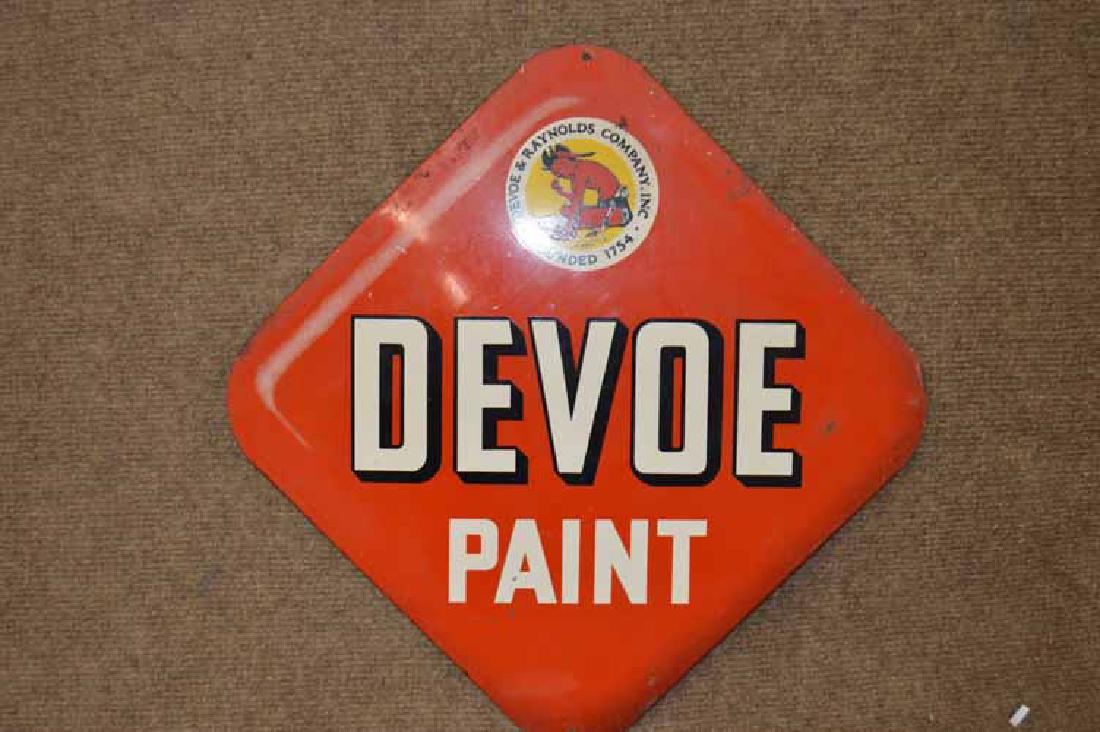 DEVOE & RAYNOLDS COMPANY, INC.
FOUNDED 1754
DEVOE
PAINT